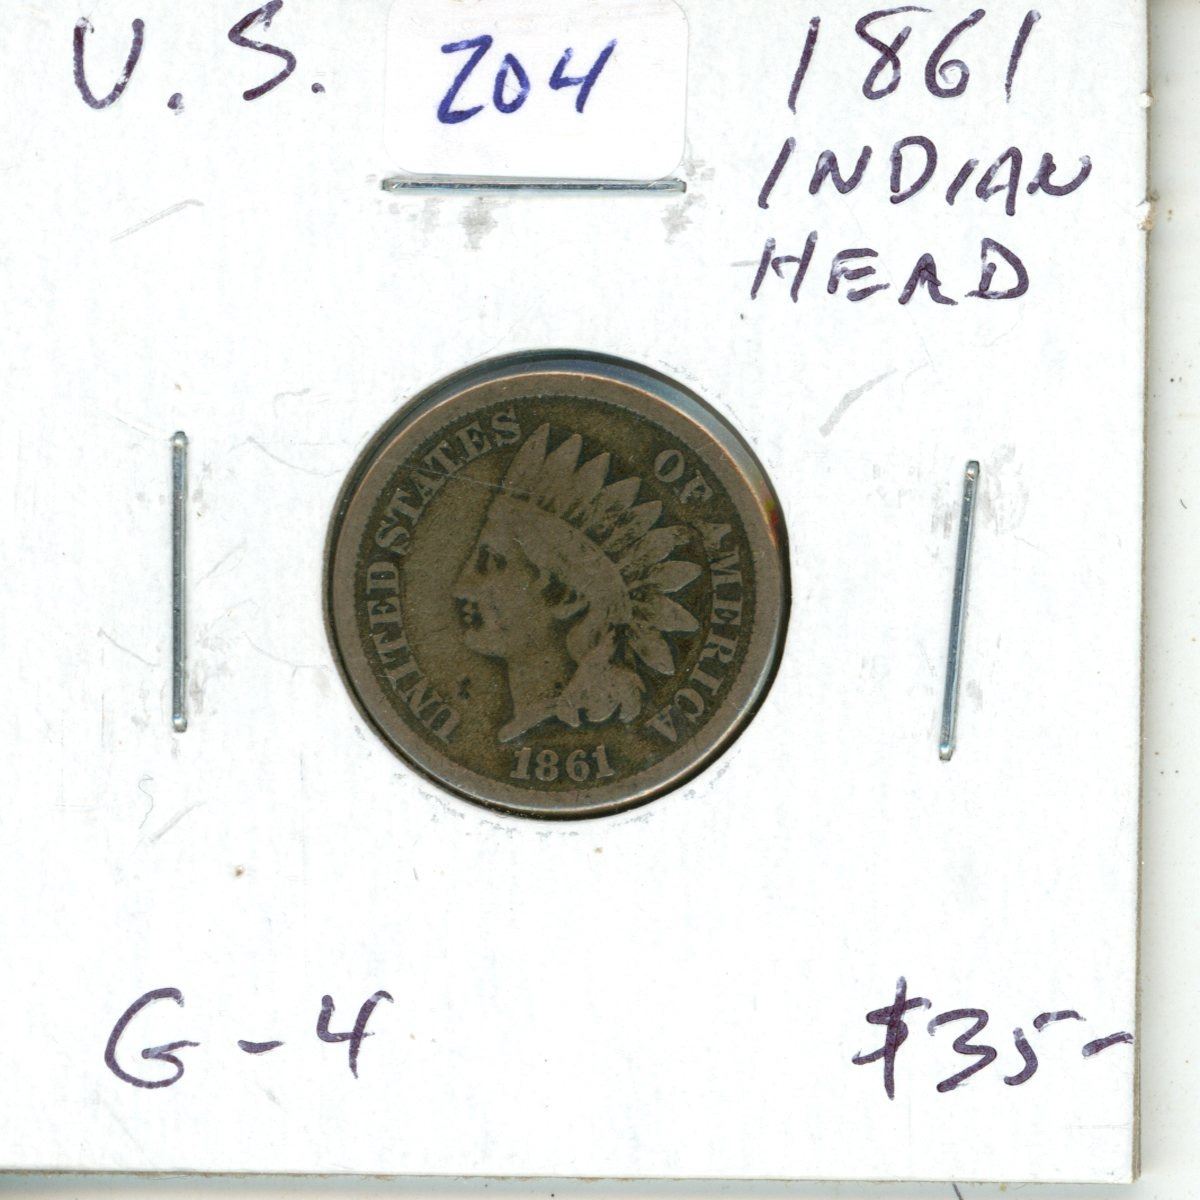 U.S. 204 1861
INDIAN
HEAD
UNITED STATES OF AMERICA
1861
G-4 $35-